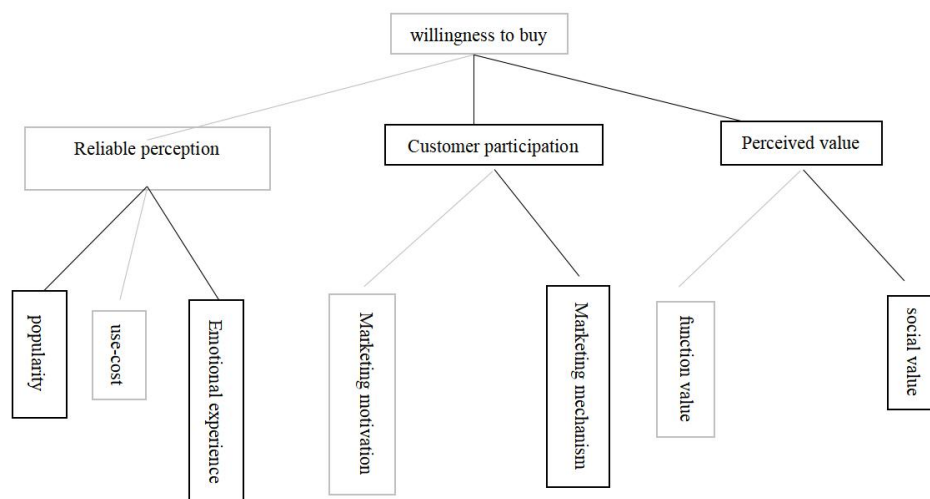 willingness to buy
Reliable perception
Customer participation
Perceived value
popularity
use-cost
Emotional experience
Marketing motivation
Marketing mechanism
function value
social value